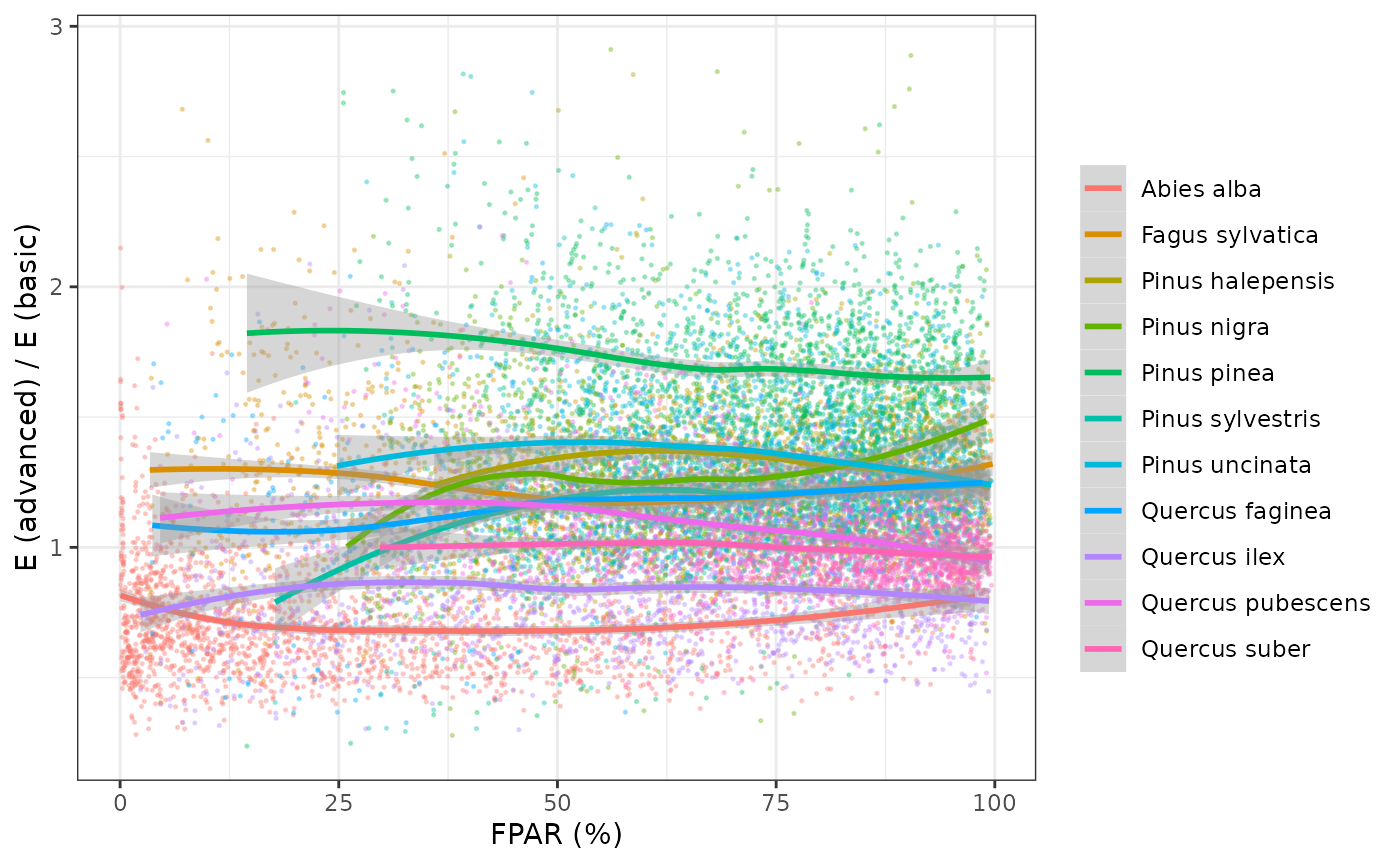 3
2
1
E (advanced) / E (basic)
0
25
50
75
100
FPAR (%)
Abies alba
Fagus sylvatica
Pinus halepensis
Pinus nigra
Pinus pinea
Pinus sylvestris
Pinus uncinata
Quercus faginea
Quercus ilex
Quercus pubescens
Quercus suber